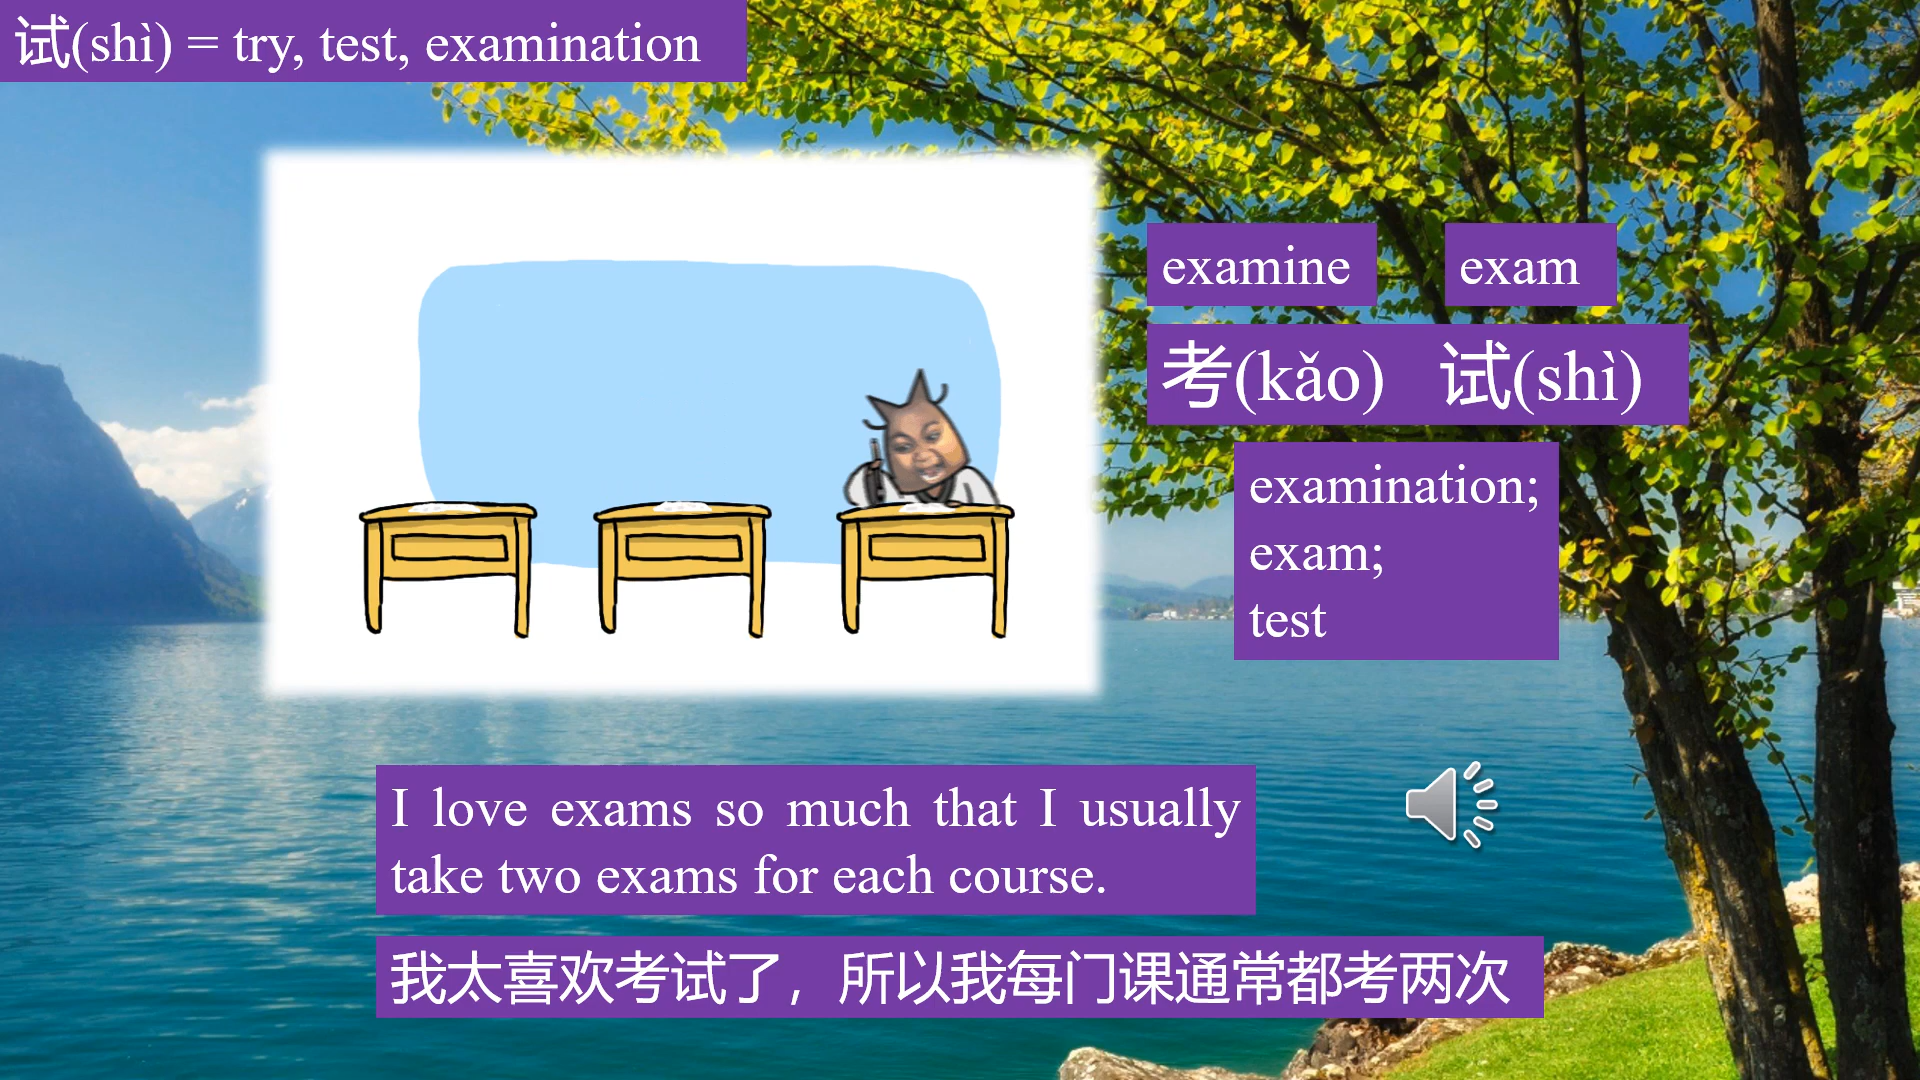 试(shì) = try, test, examination
examine
exam
考(kǎo) 试(shì)
examination;
exam;
test
I love exams so much that I usually
take two exams for each course.
我太喜欢考试了，所以我每门课通常都考两次